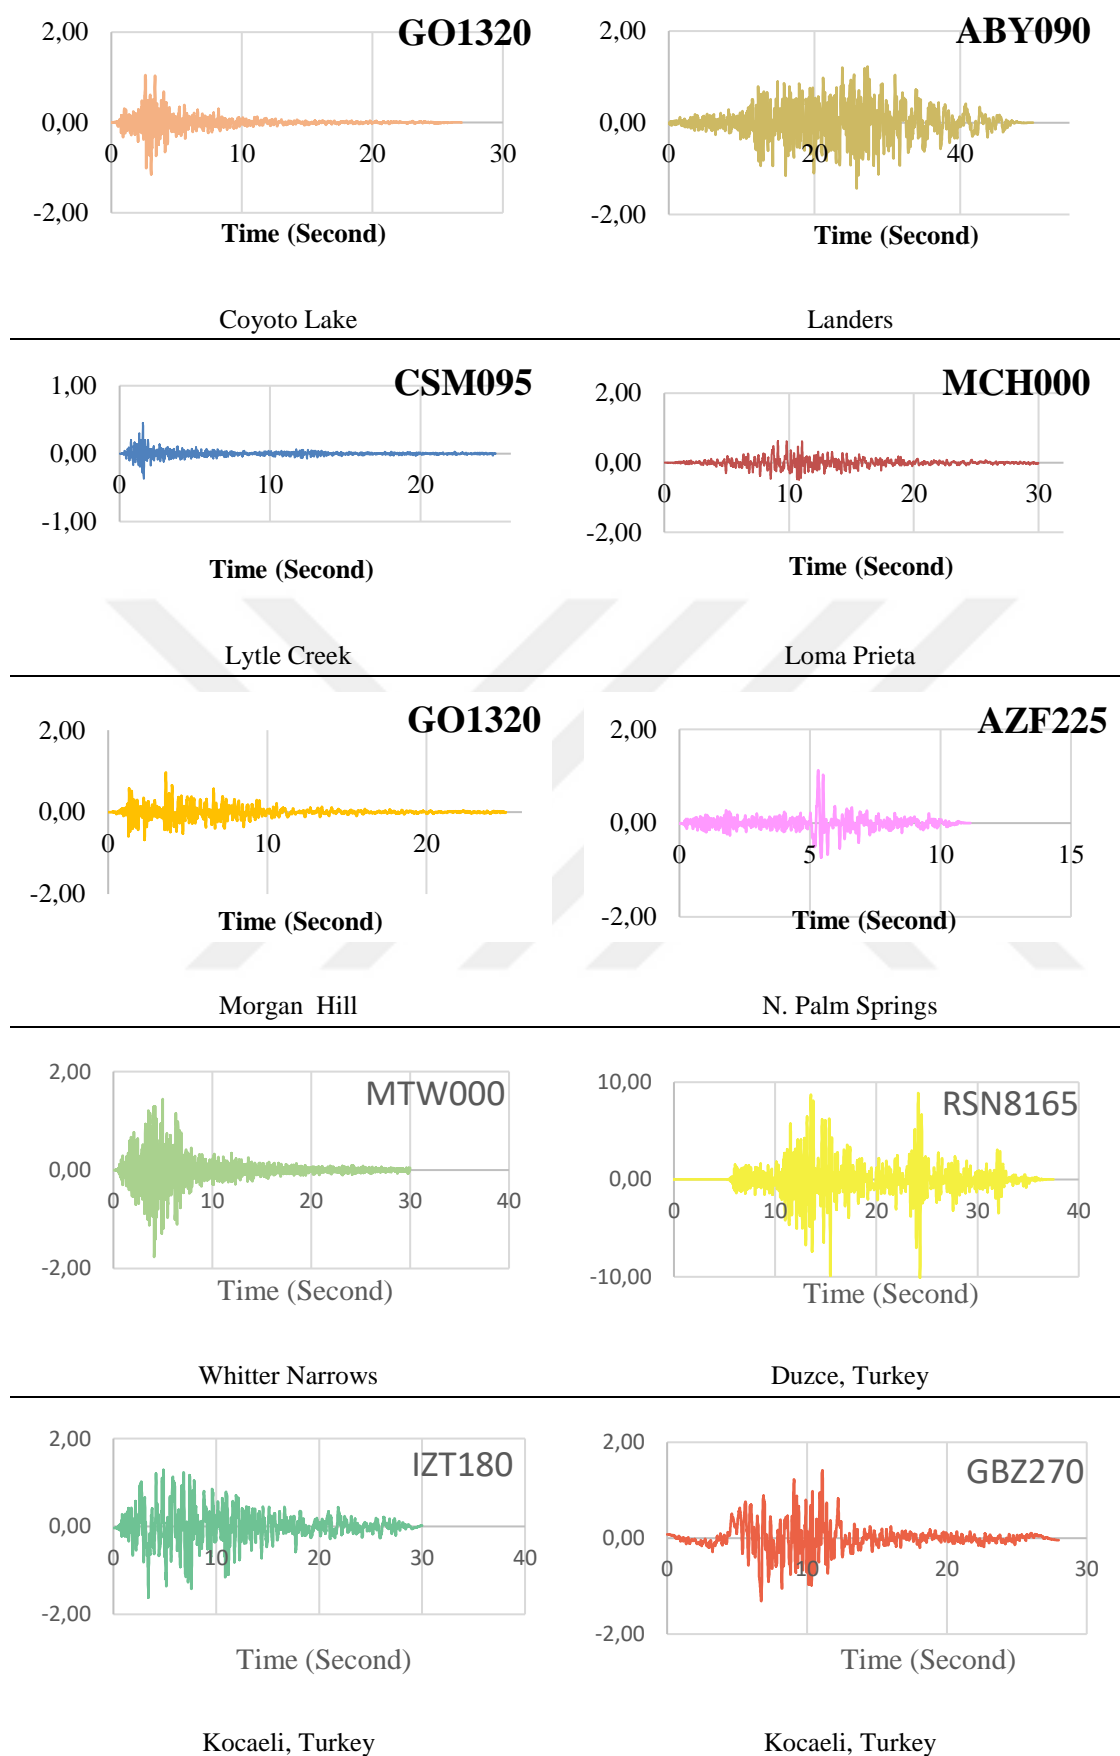 GO1320
2,00
0,00
-2,00
0 10 20 30
Time (Second)
Coyoto Lake
ABY090
2,00
0,00
-2,00
0 20 40
Time (Second)
Landers
CSM095
1,00
0,00
-1,00
0 10 20
Time (Second)
Lytle Creek
MCH000
2,00
0,00
-2,00
0 10 20 30
Time (Second)
Loma Prieta
GO1320
2,00
0,00
-2,00
0 10 20
Time (Second)
Morgan Hill
AZF225
2,00
0,00
-2,00
0 5 10 15
Time (Second)
N. Palm Springs
MTW000
2,00
0,00
-2,00
0 10 20 30 40
Time (Second)
Whitter Narrows
RSN8165
10,00
0,00
-10,00
0 10 20 30 40
Time (Second)
Duzce, Turkey
IZT180
2,00
0,00
-2,00
0 10 20 30 40
Time (Second)
Kocaeli, Turkey
GBZ270
2,00
0,00
-2,00
0 10 20 30
Time (Second)
Kocaeli, Turkey